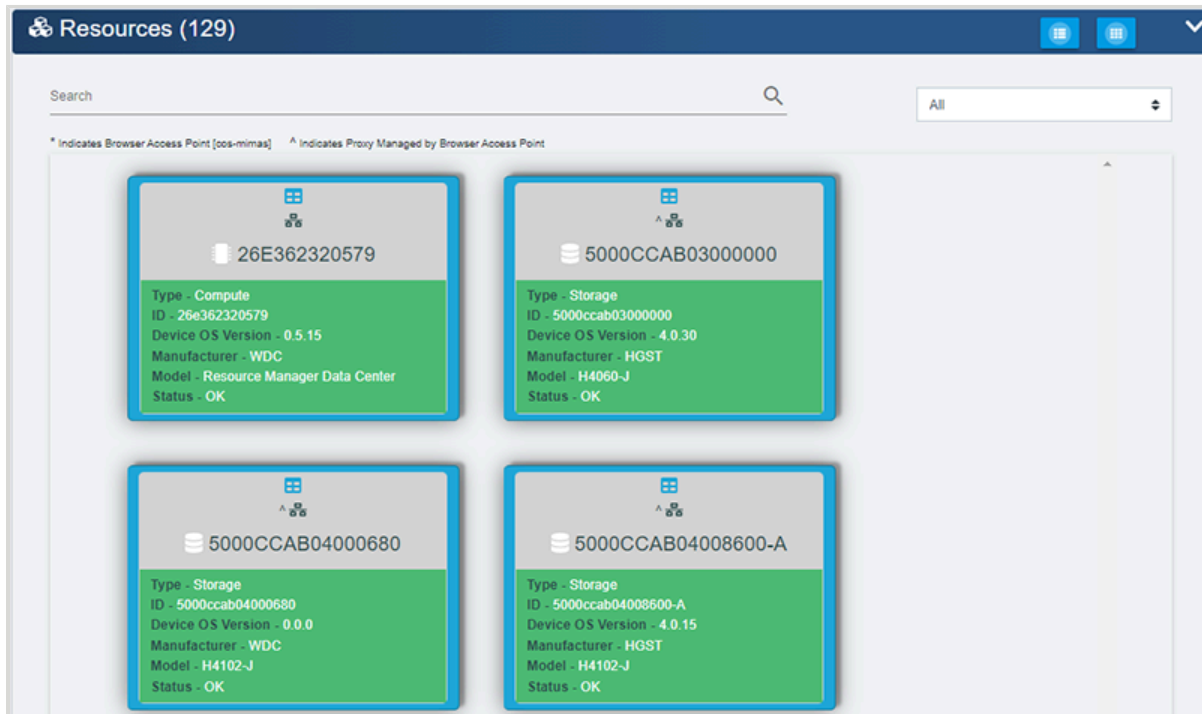 Resources (129)
Search
All
* Indicates Browser Access Point [cos-mimas] ^ Indicates Proxy Managed by Browser Access Point
26E362320579
Type - Compute
ID - 26e362320579
Device OS Version - 0.5.15
Manufacturer - WDC
Model - Resource Manager Data Center
Status - OK
^
5000CCAB03000000
Type - Storage
ID - 5000ccab03000000
Device OS Version - 4.0.30
Manufacturer - HGST
Model - H4060-J
Status - OK
^
5000CCAB04000680
Type - Storage
ID - 5000ccab04000680
Device OS Version - 0.0.0
Manufacturer - WDC
Model - H4102-J
Status - OK
^
5000CCAB04008600-A
Type - Storage
ID - 5000ccab04008600-A
Device OS Version - 4.0.15
Manufacturer - HGST
Model - H4102-J
Status - OK